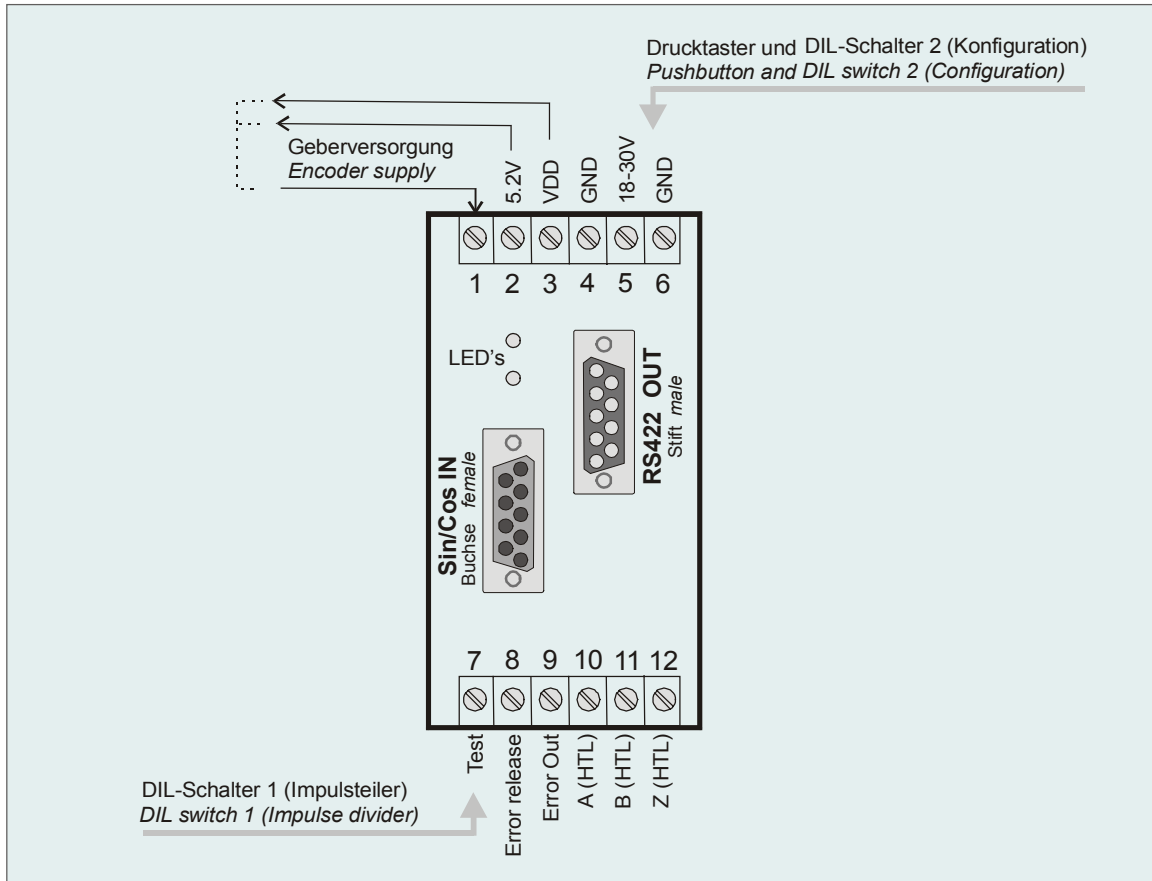 Drucktaster und DIL-Schalter 2 (Konfiguration)
Pushbutton and DIL switch 2 (Configuration)
Geberversorgung
Encoder supply
5.2V
VDD
GND
18-30V
GND
1 2 3 4 5 6
LED's
RS422 OUT
Stift male
Sin/Cos IN
Buchse female
7 8 9 10 11 12
Test
Error release
Error Out
A (HTL)
B (HTL)
Z (HTL)
DIL-Schalter 1 (Impulsteiler)
DIL switch 1 (Impulse divider)